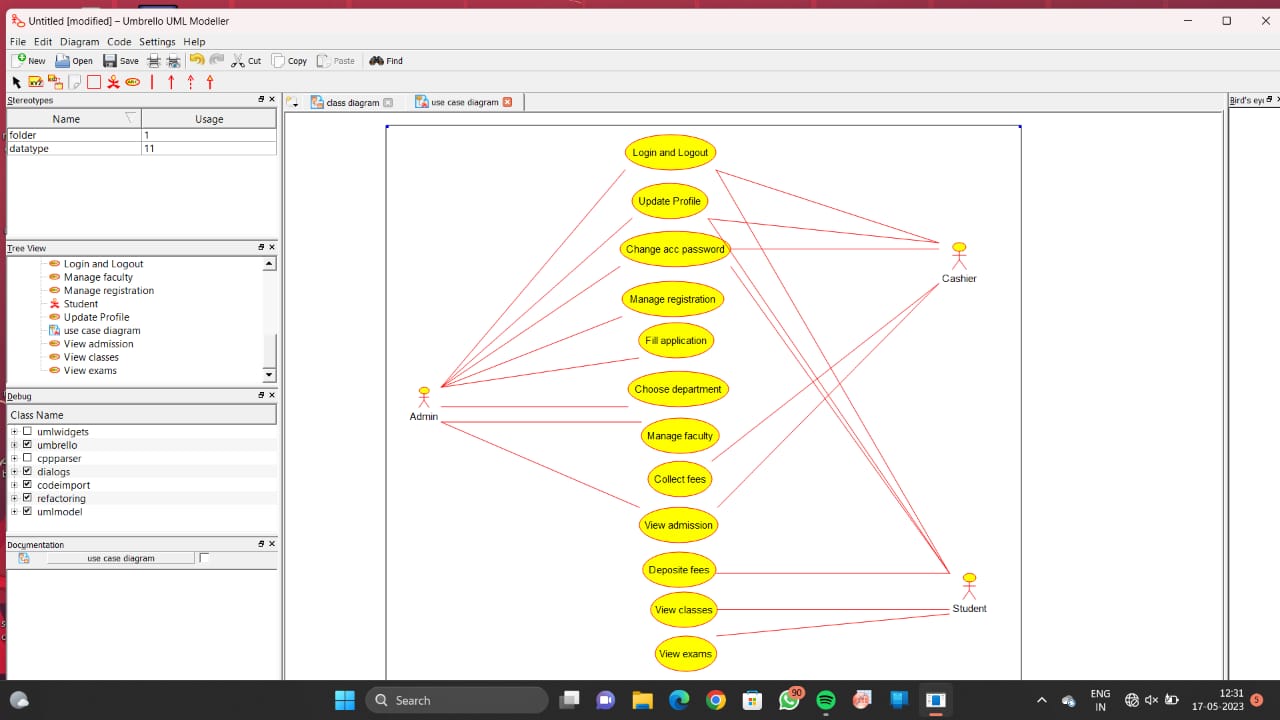 Untitled [modified] – Umbrello UML Modeller
File Edit Diagram Code Settings Help
New Open Save Cut Copy Paste Find
Stereotypes
Name Usage
folder 1
datatype 11
Tree View
Login and Logout
Manage faculty
Manage registration
Student
Update Profile
use case diagram
View admission
View classes
View exams
Debug
Class Name
umlwidgets
umbrello
cppparser
dialogs
codeimport
refactoring
umlmodel
Documentation
use case diagram
class diagram
use case diagram
Bird's ey
Login and Logout
Update Profile
Change acc password
Manage registration
Fill application
Choose department
Manage faculty
Collect fees
View admission
Deposite fees
View classes
View exams
Admin
Cashier
Student
Search
90
ENG
IN
12:31
17-05-2023
5